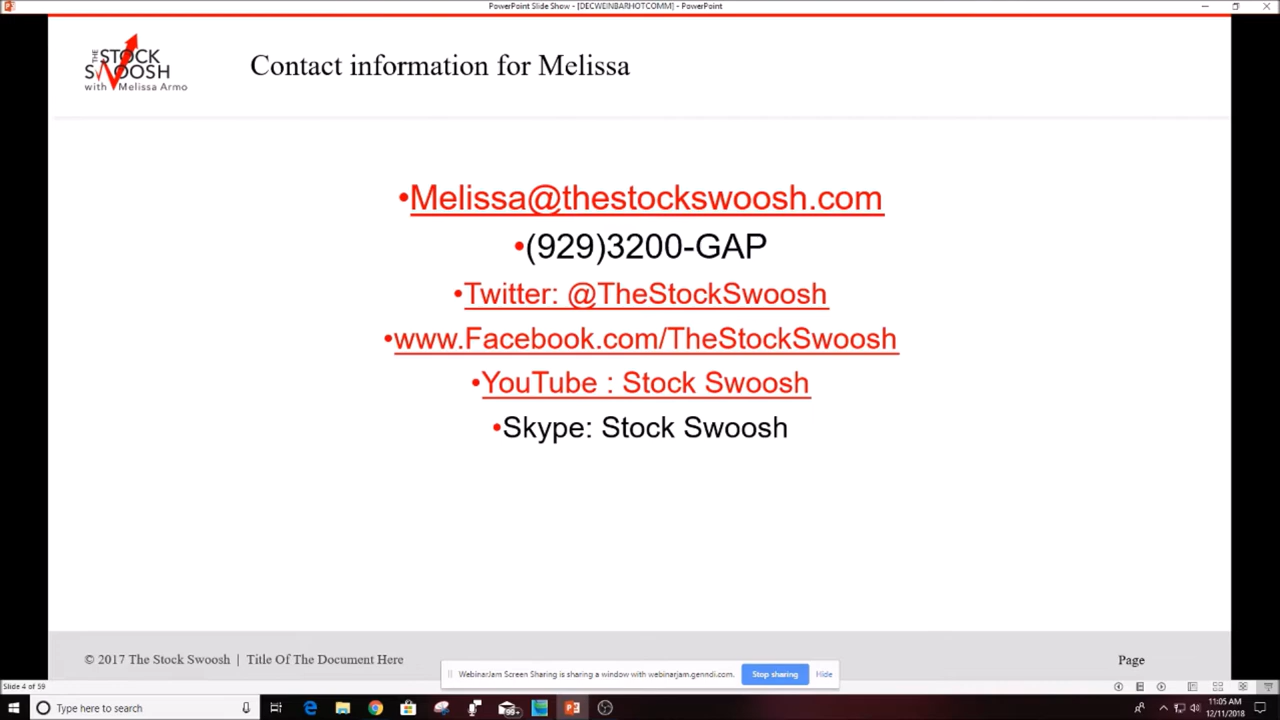 PowerPoint Slide Show - [DECWEINBARHOTCOMM] - PowerPoint
THE STOCK
SWOOSH
with Melissa Armo
Contact information for Melissa
•Melissa@thestockswoosh.com
•(929)3200-GAP
•Twitter: @TheStockSwoosh
•www.Facebook.com/TheStockSwoosh
•YouTube : Stock Swoosh
•Skype: Stock Swoosh
© 2017 The Stock Swoosh | Title Of The Document Here
Page
WebinarJam Screen Sharing is sharing a window with webinarjam.genndi.com. Stop sharing Hide
Slide 4 of 59
Type here to search
99+
11:05 AM
12/11/2018